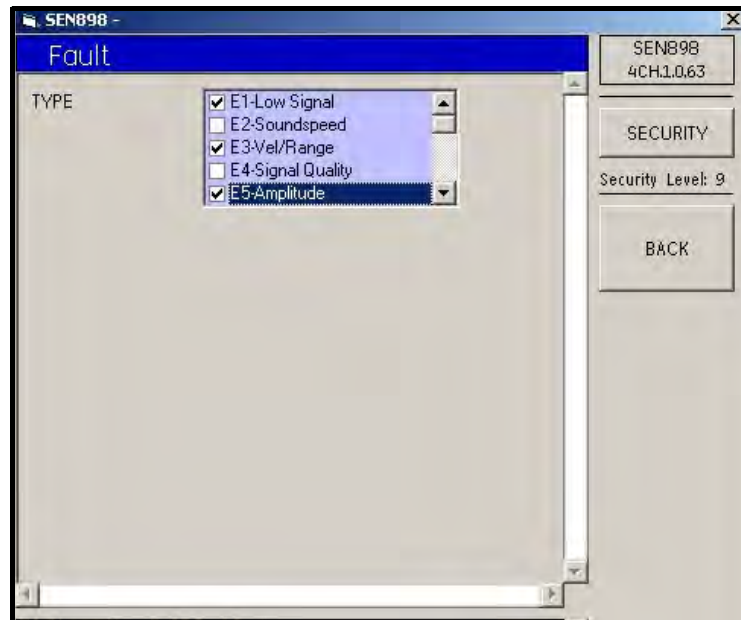 SEN898 -
Fault
SEN898
4CH.1.0.63
TYPE
E1-Low Signal
E2-Soundspeed
E3-Vel/Range
E4-Signal Quality
E5-Amplitude
SECURITY
Security Level: 9
BACK